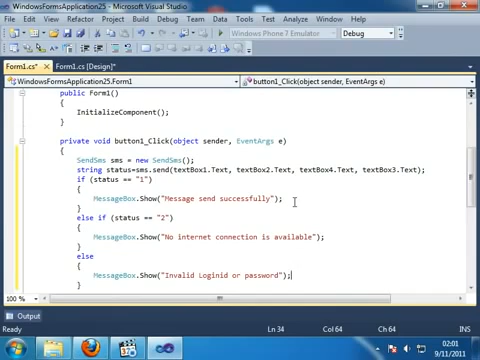 WindowsFormsApplication25 - Microsoft Visual Studio
File Edit View Refactor Project Build Debug Team Data Tools Test Analyze Window
Help
Windows Phone 7 Emulator Debug
Form1.cs* Form1.cs [Design]*
WindowsFormsApplication25.Form1 button1_Click(object sender, EventArgs e)
public Form1()
{
InitializeComponent();
}
private void button1_Click(object sender, EventArgs e)
{
SendSms sms = new SendSms();
string status=sms.send(textBox1.Text, textBox2.Text, textBox4.Text, textBox3.Text);
if (status == "1")
{
MessageBox.Show("Message send successfully");
}
else if (status == "2")
{
MessageBox.Show("No internet connection is available");
}
else
{
MessageBox.Show("Invalid Loginid or password");
}
100 %
Output
Ready Ln 34 Col 64 Ch 64 INS
02:01
9/11/2011